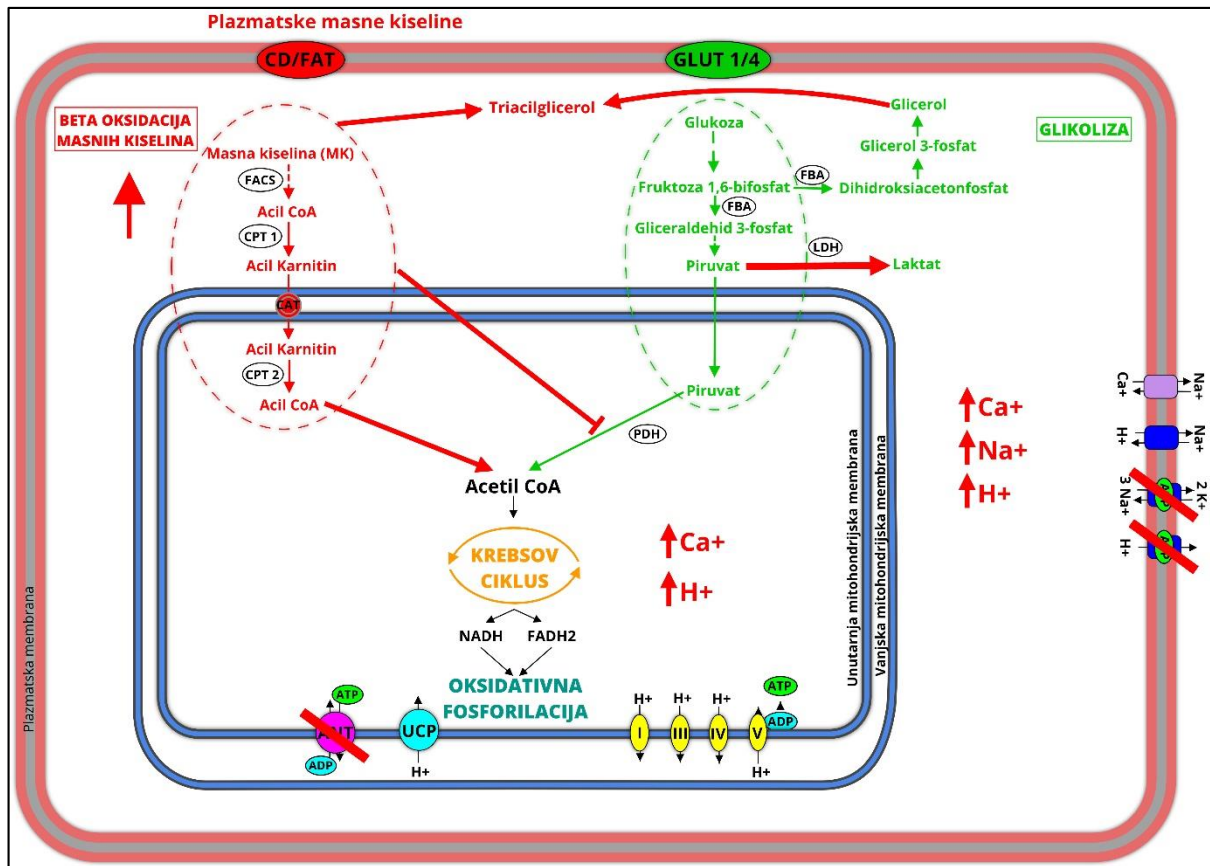 Plazmatske masne kiseline
CD/FAT
GLUT 1/4
BETA OKSIDACIJA
MASNIH KISELINA
Triacilglicerol
Glicerol
GLIKOLIZA
Glukoza
Glicerol 3-fosfat
Masna kiselina (MK)
FACS
Fruktoza 1,6-bifosfat
FBA
Dihidroksiacetonfosfat
FBA
Acil CoA
Gliceraldehid 3-fosfat
CPT 1
LDH
Acil Karnitin
Piruvat
Laktat
CAT
Acil Karnitin
CPT 2
Acil CoA
Piruvat
PDH
Acetil CoA
KREBSOV
CIKLUS
Ca+
H+
NADH
FADH2
OKSIDATIVNA
FOSFORILACIJA
ATP
ANT
ADP
UCP
H+
H+
H+
H+
I
III
IV
V
ATP
ADP
H+
Unutarnja mitohondrijska membrana
Vanjska mitohondrijska membrana
Ca+
Na+
H+
Ca+
Na+
H+
Na+
3 Na+
2 K+
H+
Plazmatska membrana